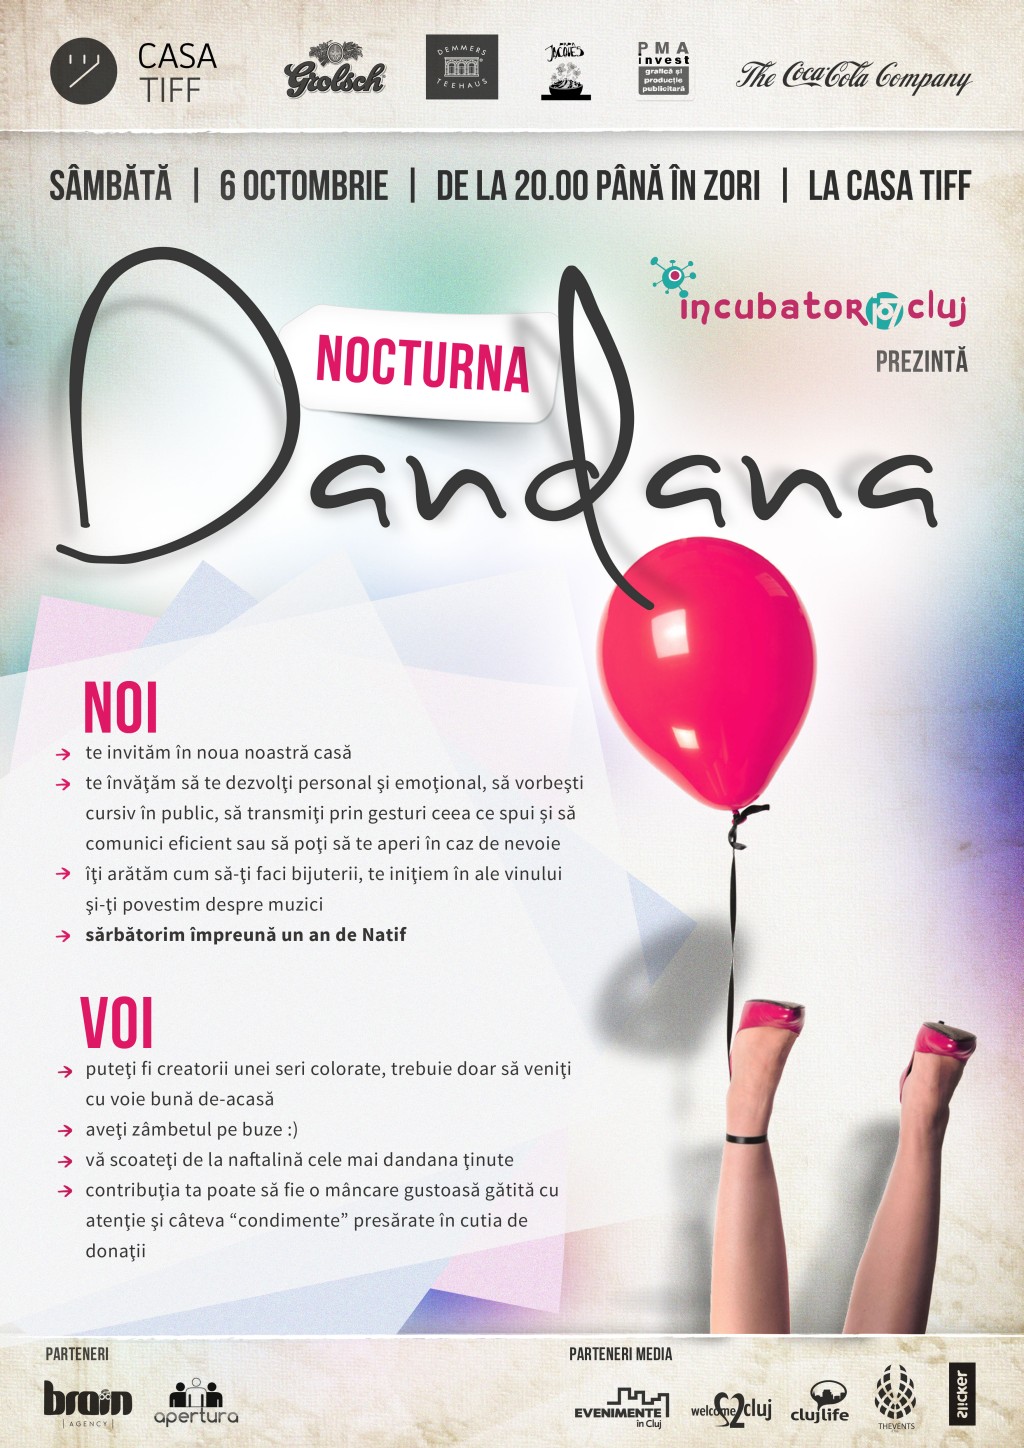 CASA
TIFF
Grolsch
DEMMERS
TEEHAUS
JACQUES
PMA
invest
grafică și
producție
publicitară
The Coca-Cola Company
SÂMBĂTĂ | 6 OCTOMBRIE | DE LA 20.00 PÂNĂ ÎN ZORI | LA CASA TIFF
incubator107cluj
PREZINTĂ
NOCTURNA
Dandana
NOI
te invităm în noua noastră casă
te învăţăm să te dezvolţi personal şi emoţional, să vorbeşti
cursiv în public, să transmiţi prin gesturi ceea ce spui și să
comunici eficient sau să poţi să te aperi în caz de nevoie
îţi arătăm cum să-ţi faci bijuterii, te iniţiem în ale vinului
şi-ţi povestim despre muzici
sărbătorim împreună un an de Natif
VOI
puteţi fi creatorii unei seri colorate, trebuie doar să veniţi
cu voie bună de-acasă
aveţi zâmbetul pe buze :)
vă scoateţi de la naftalină cele mai dandana ţinute
contribuţia ta poate să fie o mâncare gustoasă gătită cu
atenţie şi câteva “condimente” presărate în cutia de
donaţii
PARTENERI
brain
| AGENCY |
apertura
PARTENERI MEDIA
EVENIMENTE
in Cluj
welcome2cluj
clujlife
THEVENTS
2licker